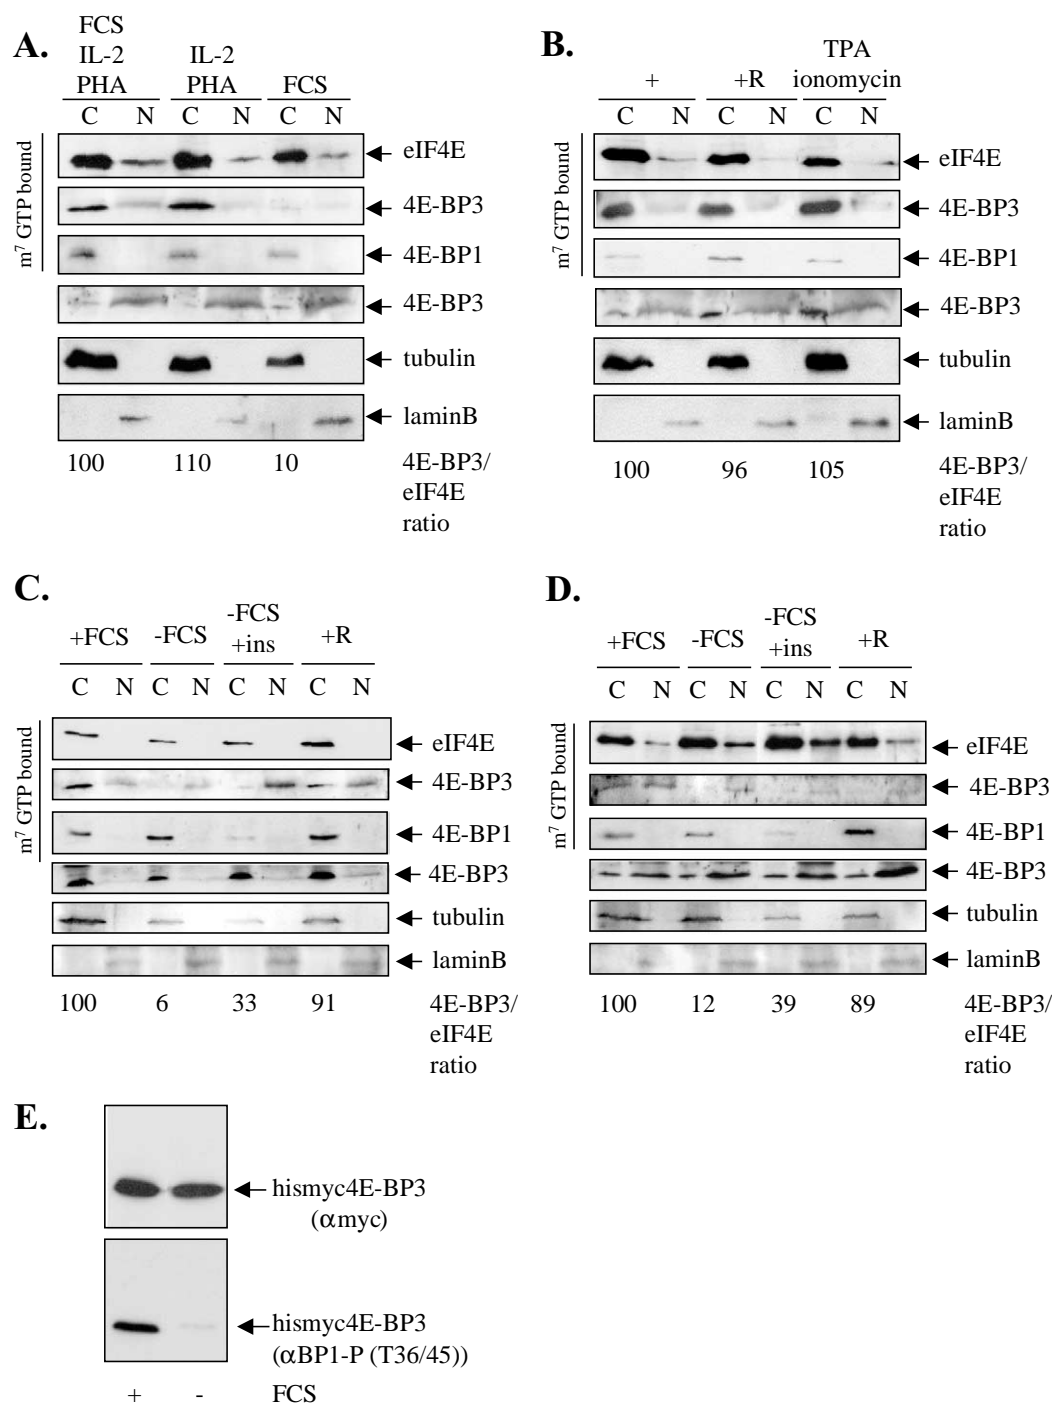 A.
FCS
IL-2
PHA
IL-2
PHA
FCS
C N C N C N
m7 GTP bound
eIF4E
4E-BP3
4E-BP1
4E-BP3
tubulin
laminB
100 110 10
4E-BP3/
eIF4E
ratio
B.
+
+R
TPA
ionomycin
C N C N C N
m7 GTP bound
eIF4E
4E-BP3
4E-BP1
4E-BP3
tubulin
laminB
100 96 105
4E-BP3/
eIF4E
ratio
C.
+FCS
-FCS
-FCS
+ins
+R
C N C N C N C N
m7 GTP bound
eIF4E
4E-BP3
4E-BP1
4E-BP3
tubulin
laminB
100 6 33 91
4E-BP3/
eIF4E
ratio
D.
+FCS
-FCS
-FCS
+ins
+R
C N C N C N C N
m7 GTP bound
eIF4E
4E-BP3
4E-BP1
4E-BP3
tubulin
laminB
100 12 39 89
4E-BP3/
eIF4E
ratio
E.
hismyc4E-BP3
(αmyc)
hismyc4E-BP3
(αBP1-P (T36/45))
+ - FCS